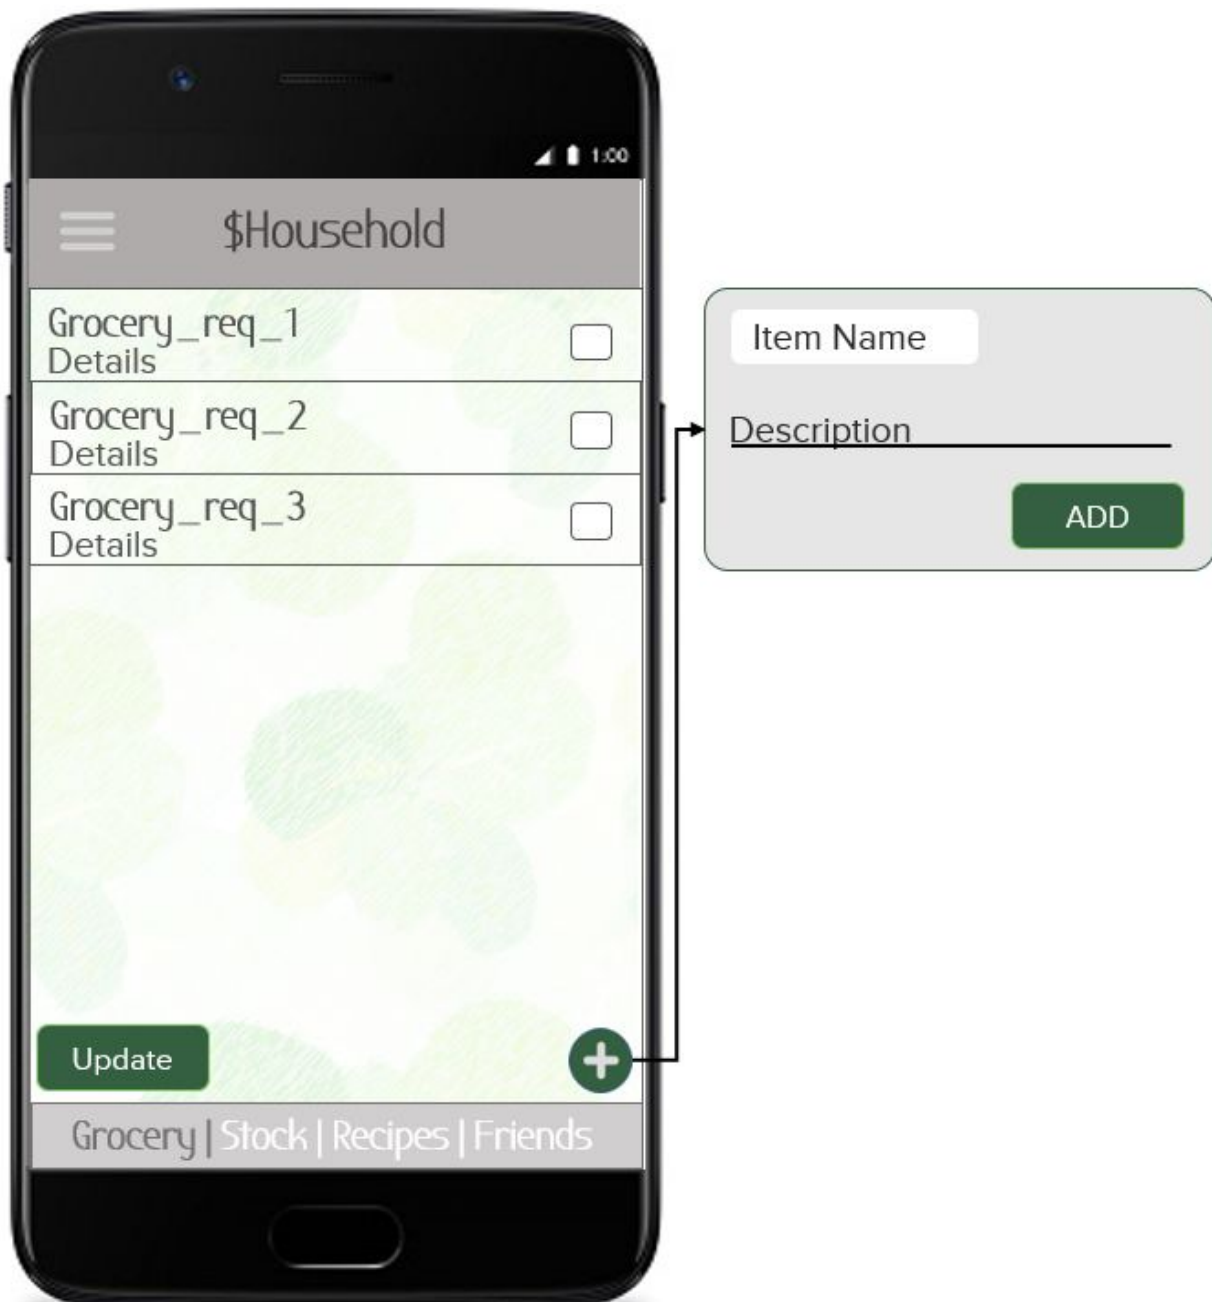 1:00
$Household
Grocery_req_1
Details
Grocery_req_2
Details
Grocery_req_3
Details
Update
Grocery | Stock | Recipes | Friends
Item Name
Description
ADD